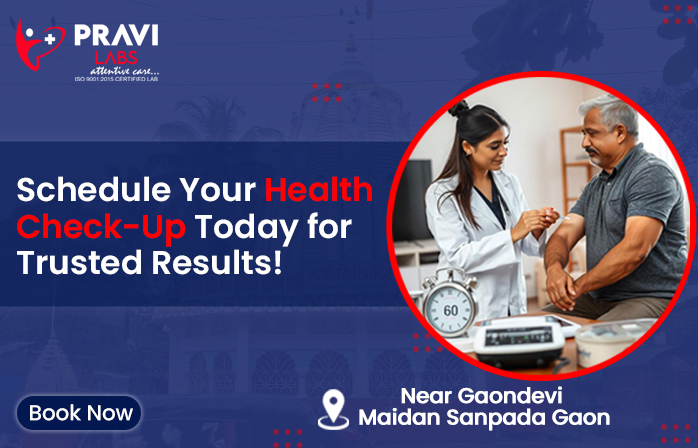 PRAVI
LABS
attentive care...
ISO 9001:2015 CERTIFIED LAB
Schedule Your Health
Check-Up Today for
Trusted Results!
60
Book Now
Near Gaondevi
Maidan Sanpada Gaon